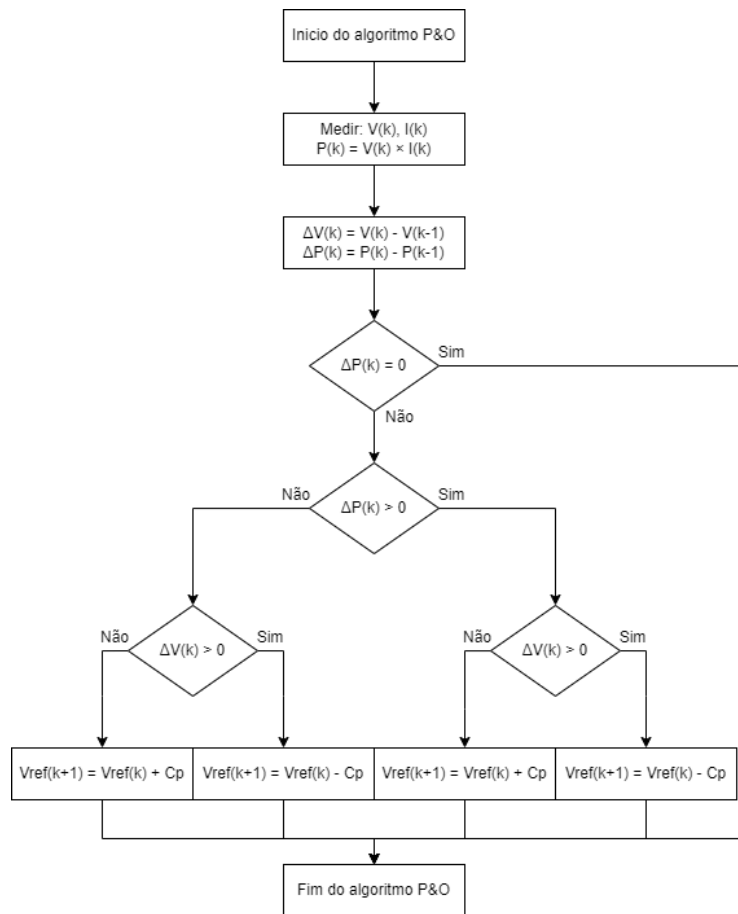 Inicio do algoritmo P&O
Medir: V(k), I(k)
P(k) = V(k) × I(k)
ΔV(k) = V(k) - V(k-1)
ΔP(k) = P(k) - P(k-1)
ΔP(k) = 0
Sim
Não
ΔP(k) > 0
Não
Sim
ΔV(k) > 0
Não
Sim
ΔV(k) > 0
Não
Sim
Vref(k+1) = Vref(k) + Cp
Vref(k+1) = Vref(k) - Cp
Vref(k+1) = Vref(k) + Cp
Vref(k+1) = Vref(k) - Cp
Fim do algoritmo P&O